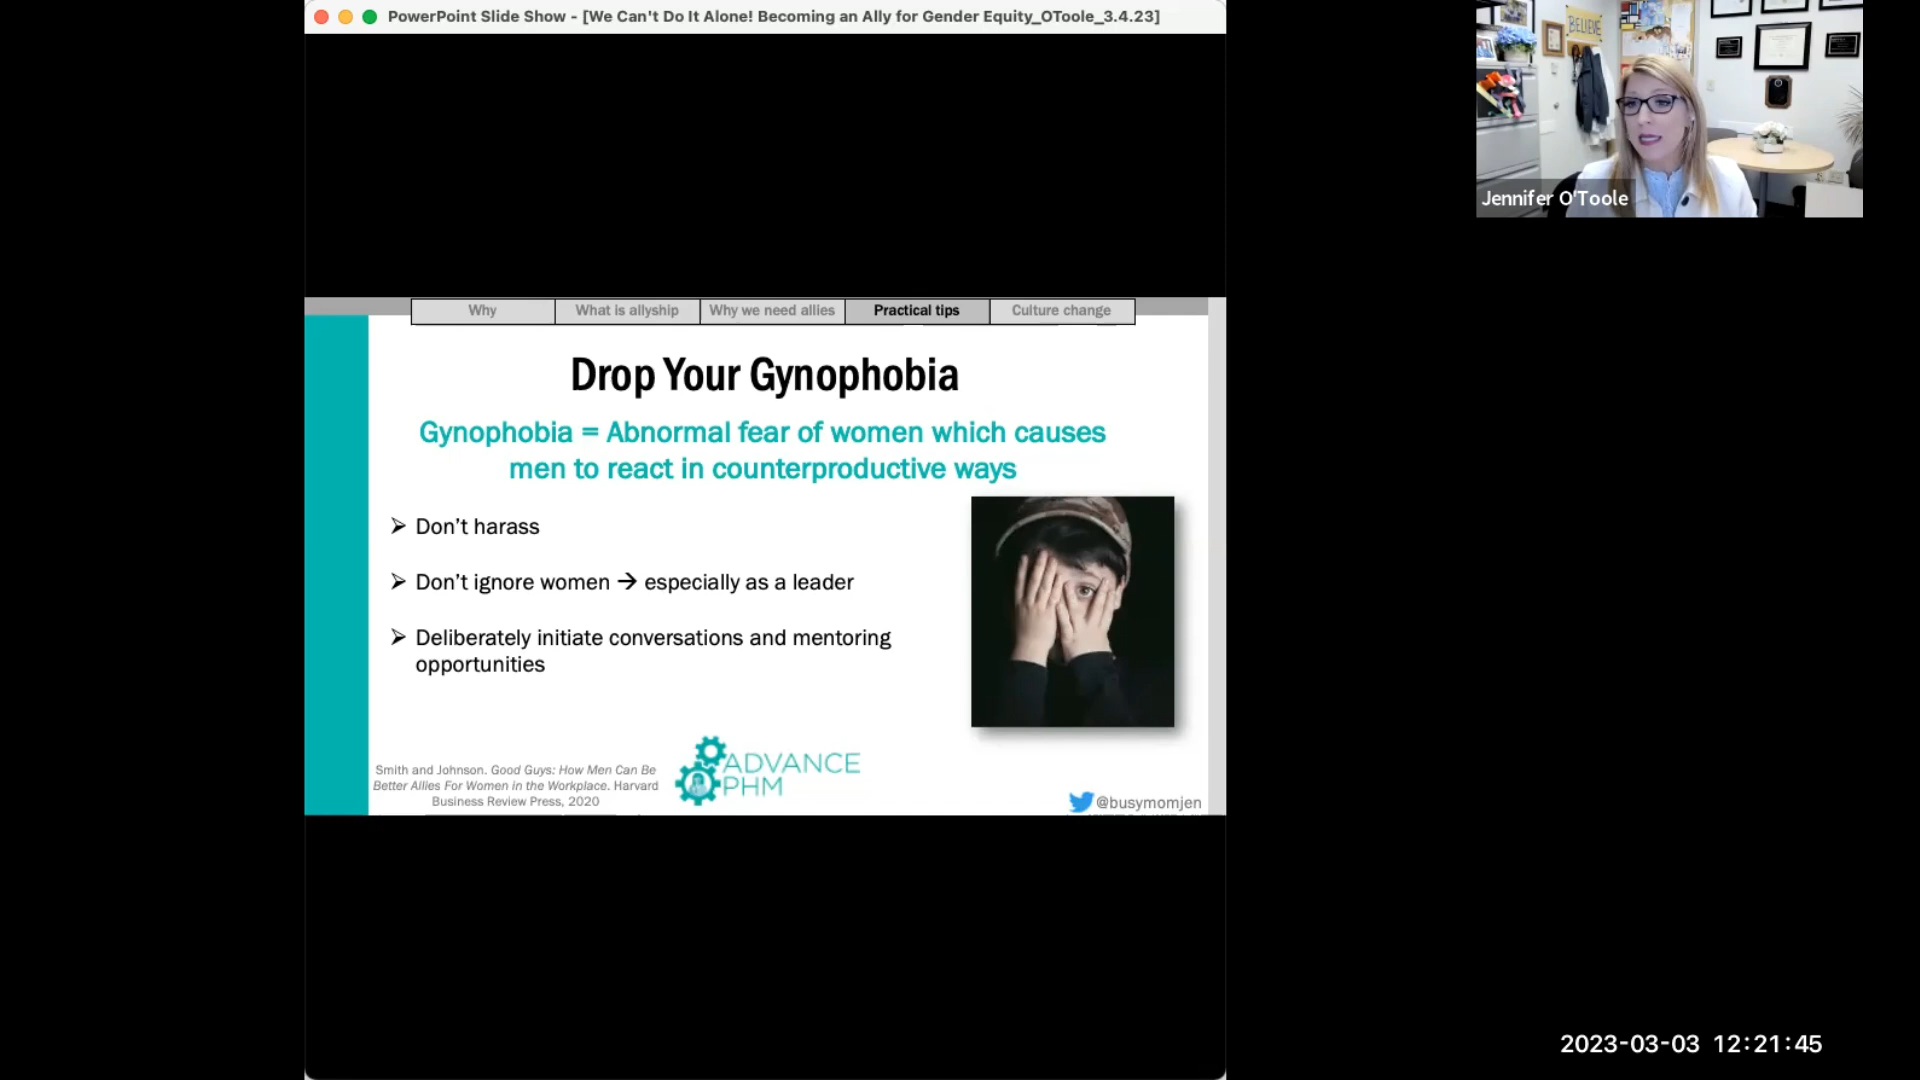 PowerPoint Slide Show - [We Can't Do It Alone! Becoming an Ally for Gender Equity_OToole_3.4.23]
BELIEVE
Jennifer O'Toole
Why
What is allyship
Why we need allies
Practical tips
Culture change
Drop Your Gynophobia
Gynophobia = Abnormal fear of women which causes
men to react in counterproductive ways
➢ Don’t harass
➢ Don’t ignore women → especially as a leader
➢ Deliberately initiate conversations and mentoring
opportunities
Smith and Johnson. Good Guys: How Men Can Be
Better Allies For Women in the Workplace. Harvard
Business Review Press, 2020
ADVANCE
PHM
@busymomjen
2023-03-03 12:21:45